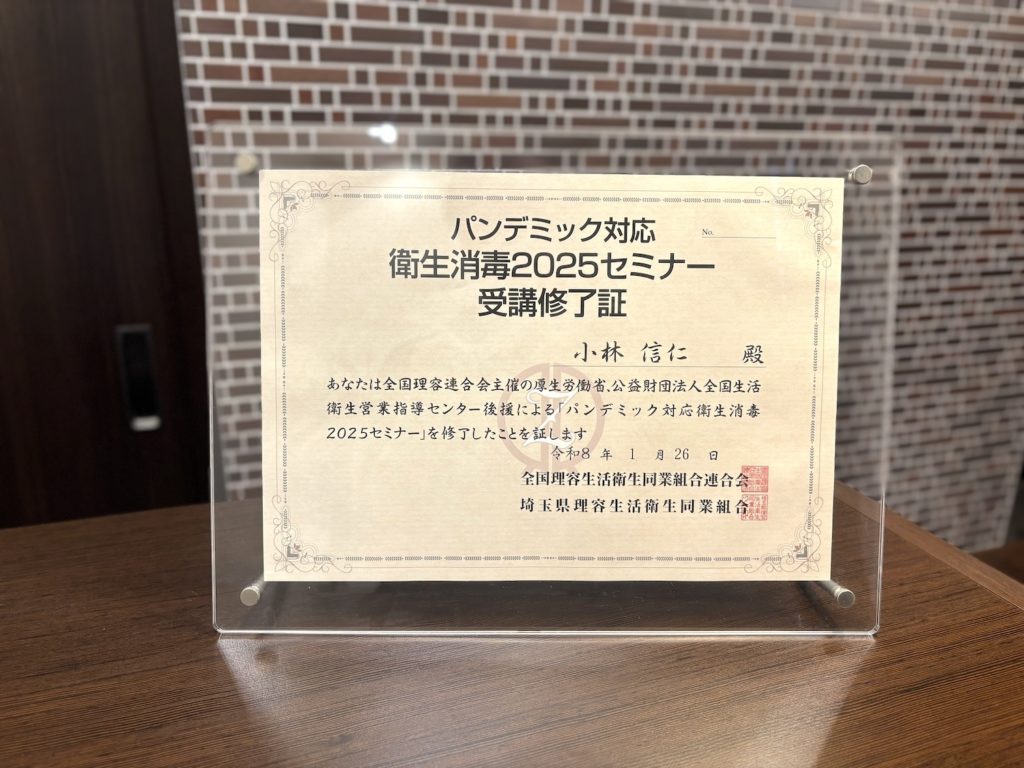 パンデミック対応
No.
衛生消毒2025セミナー
受講修了証
小林 信仁 殿
あなたは全国理容連合会主催の厚生労働省、公益財団法人全国生活
衛生営業指導センター後援による「パンデミック対応衛生消毒
2025セミナー」を修了したことを証します
令和8 年 1 月 26 日
全国理容生活衛生同業組合連合会
埼玉県理容生活衛生同業組合